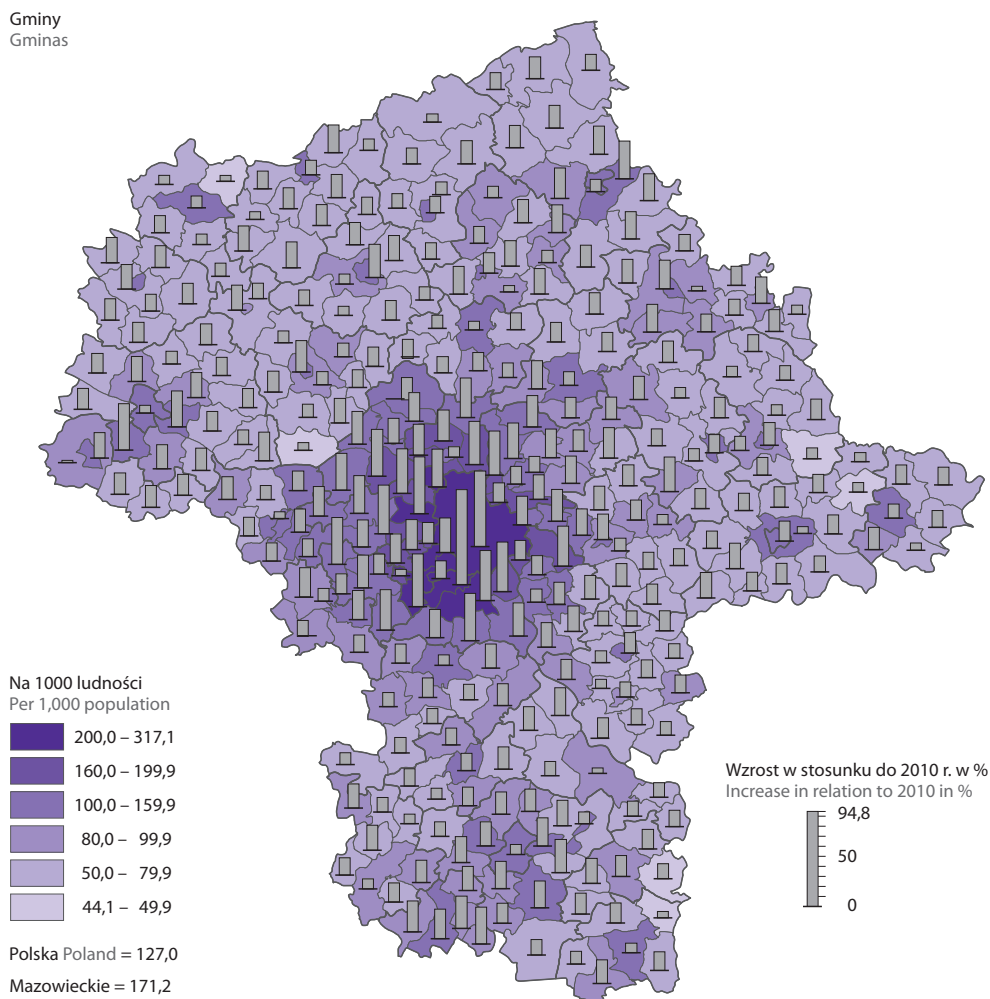 Gminy
Gminas
Na 1000 ludności
Per 1,000 population
200,0 – 317,1
160,0 – 199,9
100,0 – 159,9
80,0 – 99,9
50,0 – 79,9
44,1 – 49,9
Polska Poland = 127,0
Mazowieckie = 171,2
Wzrost w stosunku do 2010 r. w %
Increase in relation to 2010 in %
94,8
50
0